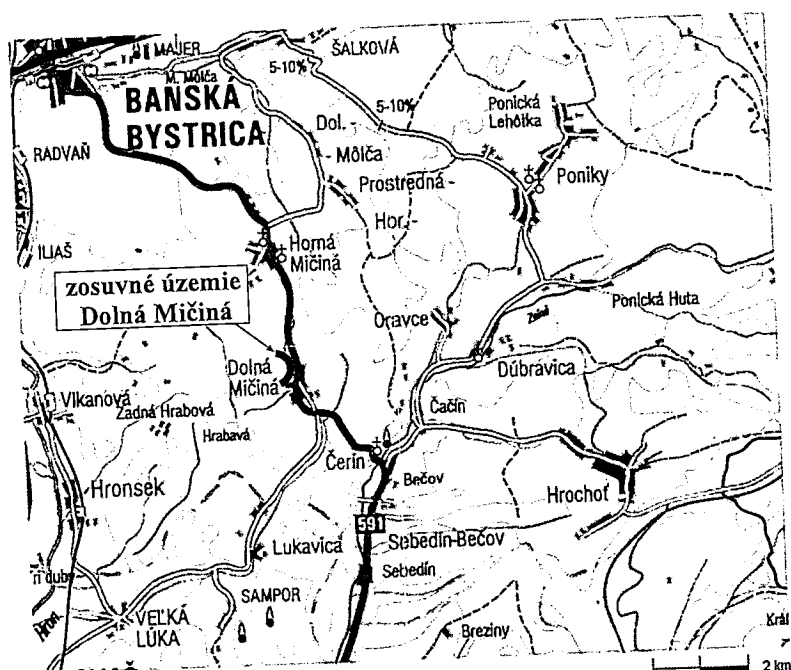 MAJER
ŠALKOVÁ
M. Môlča
5-10%
BANSKÁ
BYSTRICA
5-10%
Ponická
Lehôtka
Dol. -
- Môlča
RADVAŇ
Prostredná -
Poniky
Hor. -
ILIAŠ
Horná
Mičiná
zosuvné územie
Dolná Mičiná
Ponická Huta
Oravce
Dolná
Mičiná
Dúbravica
Vlkanová
Zadná Hrabová
Čačín
Hrabavá
Čerín
Hronsek
Bečov
Hrochoť
591
Lukavica
Sebedín-Bečov
Sebedín
SAMPOR
VEĽKÁ
LÚKA
Hron
Breziny
Kráľ
2 km